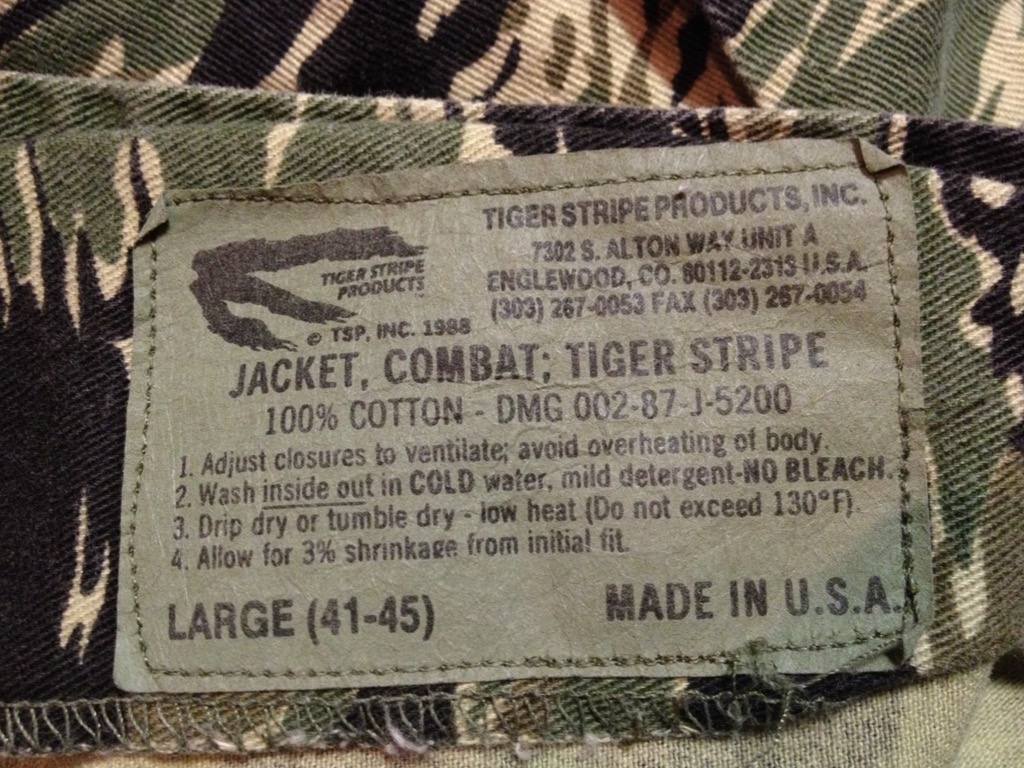 TIGER STRIPE PRODUCTS, INC.
7302 S. ALTON WAY UNIT A
ENGLEWOOD, CO. 80112-2313 U.S.A.
(303) 267-0053 FAX (303) 267-0054
TIGER STRIPE
PRODUCTS™
© TSP, INC. 1988
JACKET, COMBAT; TIGER STRIPE
100% COTTON - DMG 002-87-J-5200
1. Adjust closures to ventilate; avoid overheating of body.
2. Wash inside out in COLD water, mild detergent-NO BLEACH.
3. Drip dry or tumble dry - low heat (Do not exceed 130°F).
4. Allow for 3% shrinkage from initial fit.
LARGE (41-45)
MADE IN U.S.A.